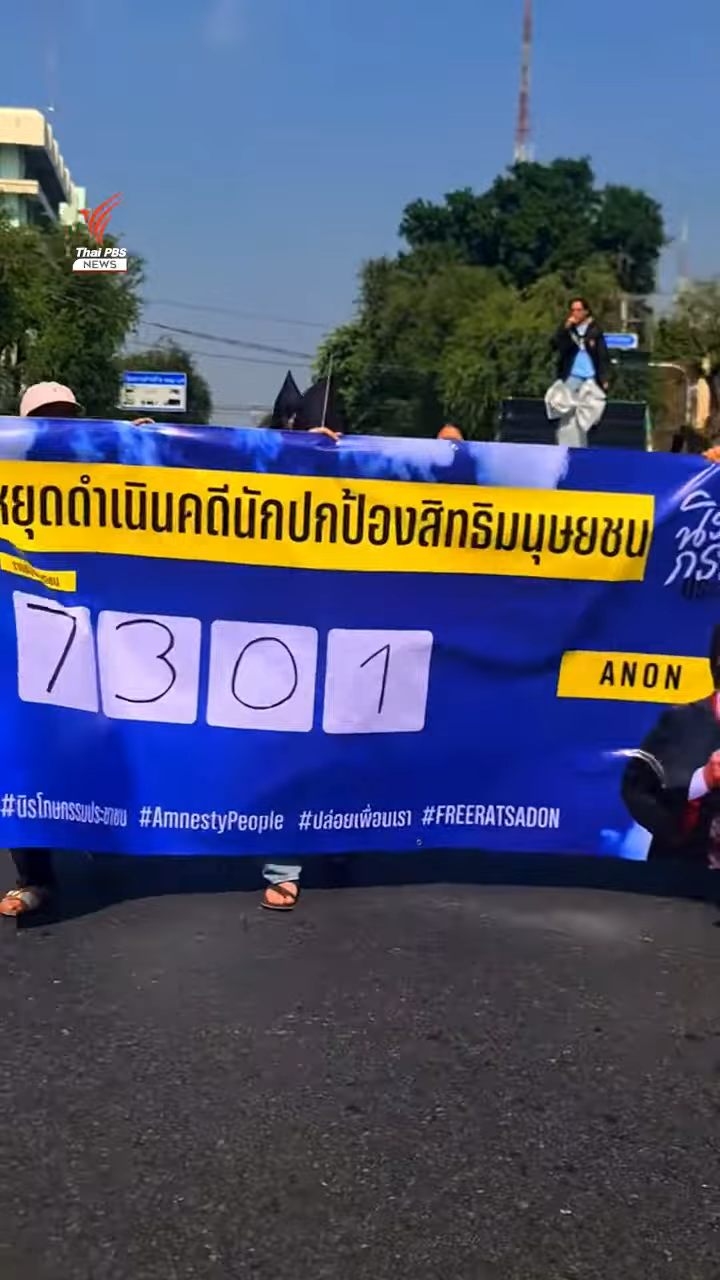 Thai PBS
NEWS
หยุดดำเนินคดีนักปกป้องสิทธิมนุษยชน
7301
ANON
#นิรโทษกรรมประชาชน #AmnestyPeople #ปล่อยเพื่อนเรา #FREERATSADON